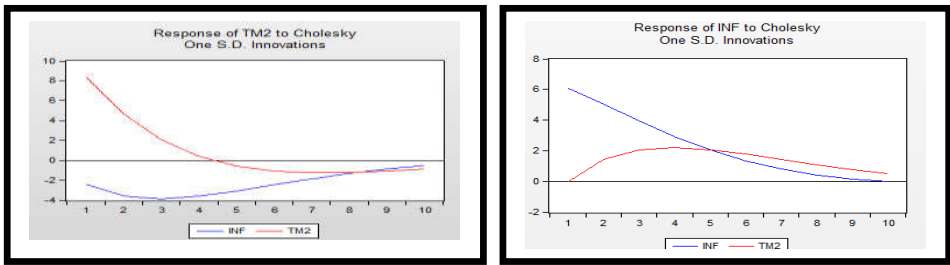 Response of TM2 to Cholesky
One S.D. Innovations
10
8
6
4
2
0
-2
-4
1 2 3 4 5 6 7 8 9 10
INF TM2
Response of INF to Cholesky
One S.D. Innovations
8
6
4
2
0
-2
1 2 3 4 5 6 7 8 9 10
INF TM2